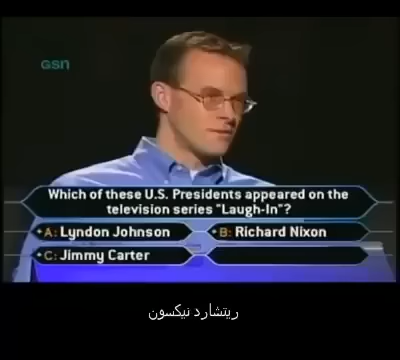 GSN
Which of these U.S. Presidents appeared on the
television series "Laugh-In"?
A: Lyndon Johnson
B: Richard Nixon
C: Jimmy Carter
ريتشارد نيكسون